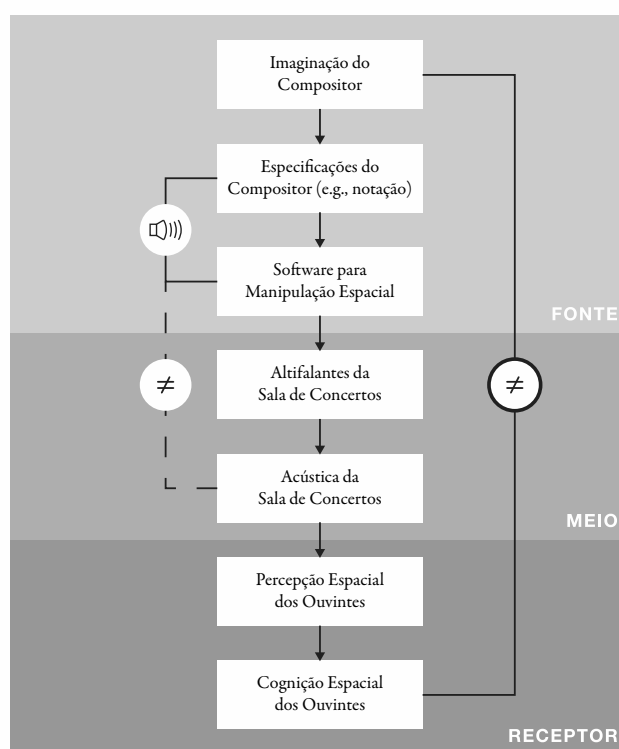 Imaginação do
Compositor
Especificações do
Compositor (e.g., notação)
Software para
Manipulação Espacial
FONTE
Altifalantes da
Sala de Concertos
≠
≠
Acústica da
Sala de Concertos
MEIO
Percepção Espacial
dos Ouvintes
Cognição Espacial
dos Ouvintes
RECEPTOR